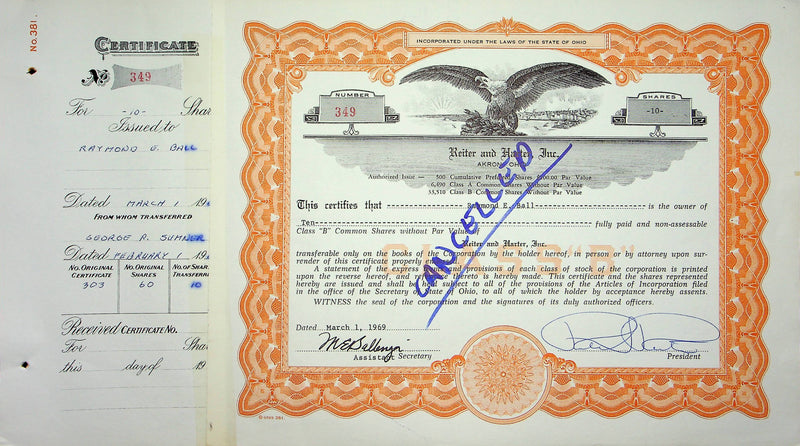 No. 381.
CERTIFICATE
No 349
For -10- Shar
Issued to
RAYMOND E. BALL
Dated MARCH 1 19
FROM WHOM TRANSFERRED
GEORGE R. SUMNER
Dated FEBRUARY 1 19
No. ORIGINAL CERTIFICATE No. ORIGINAL SHARES No. OF SHAR. TRANSFERRE
303 60 10
Received Certificate No.
For Shar
this day of 19
INCORPORATED UNDER THE LAWS OF THE STATE OF OHIO
NUMBER
349
SHARES
-10-
Reiter and Harter, Inc.
AKRON, OHIO
Authorized Issue — 500 Cumulative Preferred Shares $100.00 Par Value
6,490 Class A Common Shares Without Par Value
33,510 Class B Common Shares Without Par Value
CANCELLED
This certifies that Raymond E. Ball is the owner of
Ten fully paid and non-assessable
Class "B" Common Shares without Par Value
Reiter and Harter, Inc.
CLASS "B"
transferable only on the books of the Corporation by the holder hereof, in person or by attorney upon sur-
render of this certificate properly
A statement of the express terms and provisions of each class of stock of the corporation is printed
upon the reverse hereof, and reference thereto is hereby made. This certificate and the shares represented
hereby are issued and shall be held subject to all of the provisions of the Articles of Incorporation filed
in the office of the Secretary of State of Ohio, to all of which the holder by acceptance hereby assents.
WITNESS the seal of the corporation and the signatures of its duly authorized officers.
Dated March 1, 1969
Assistant Secretary
President